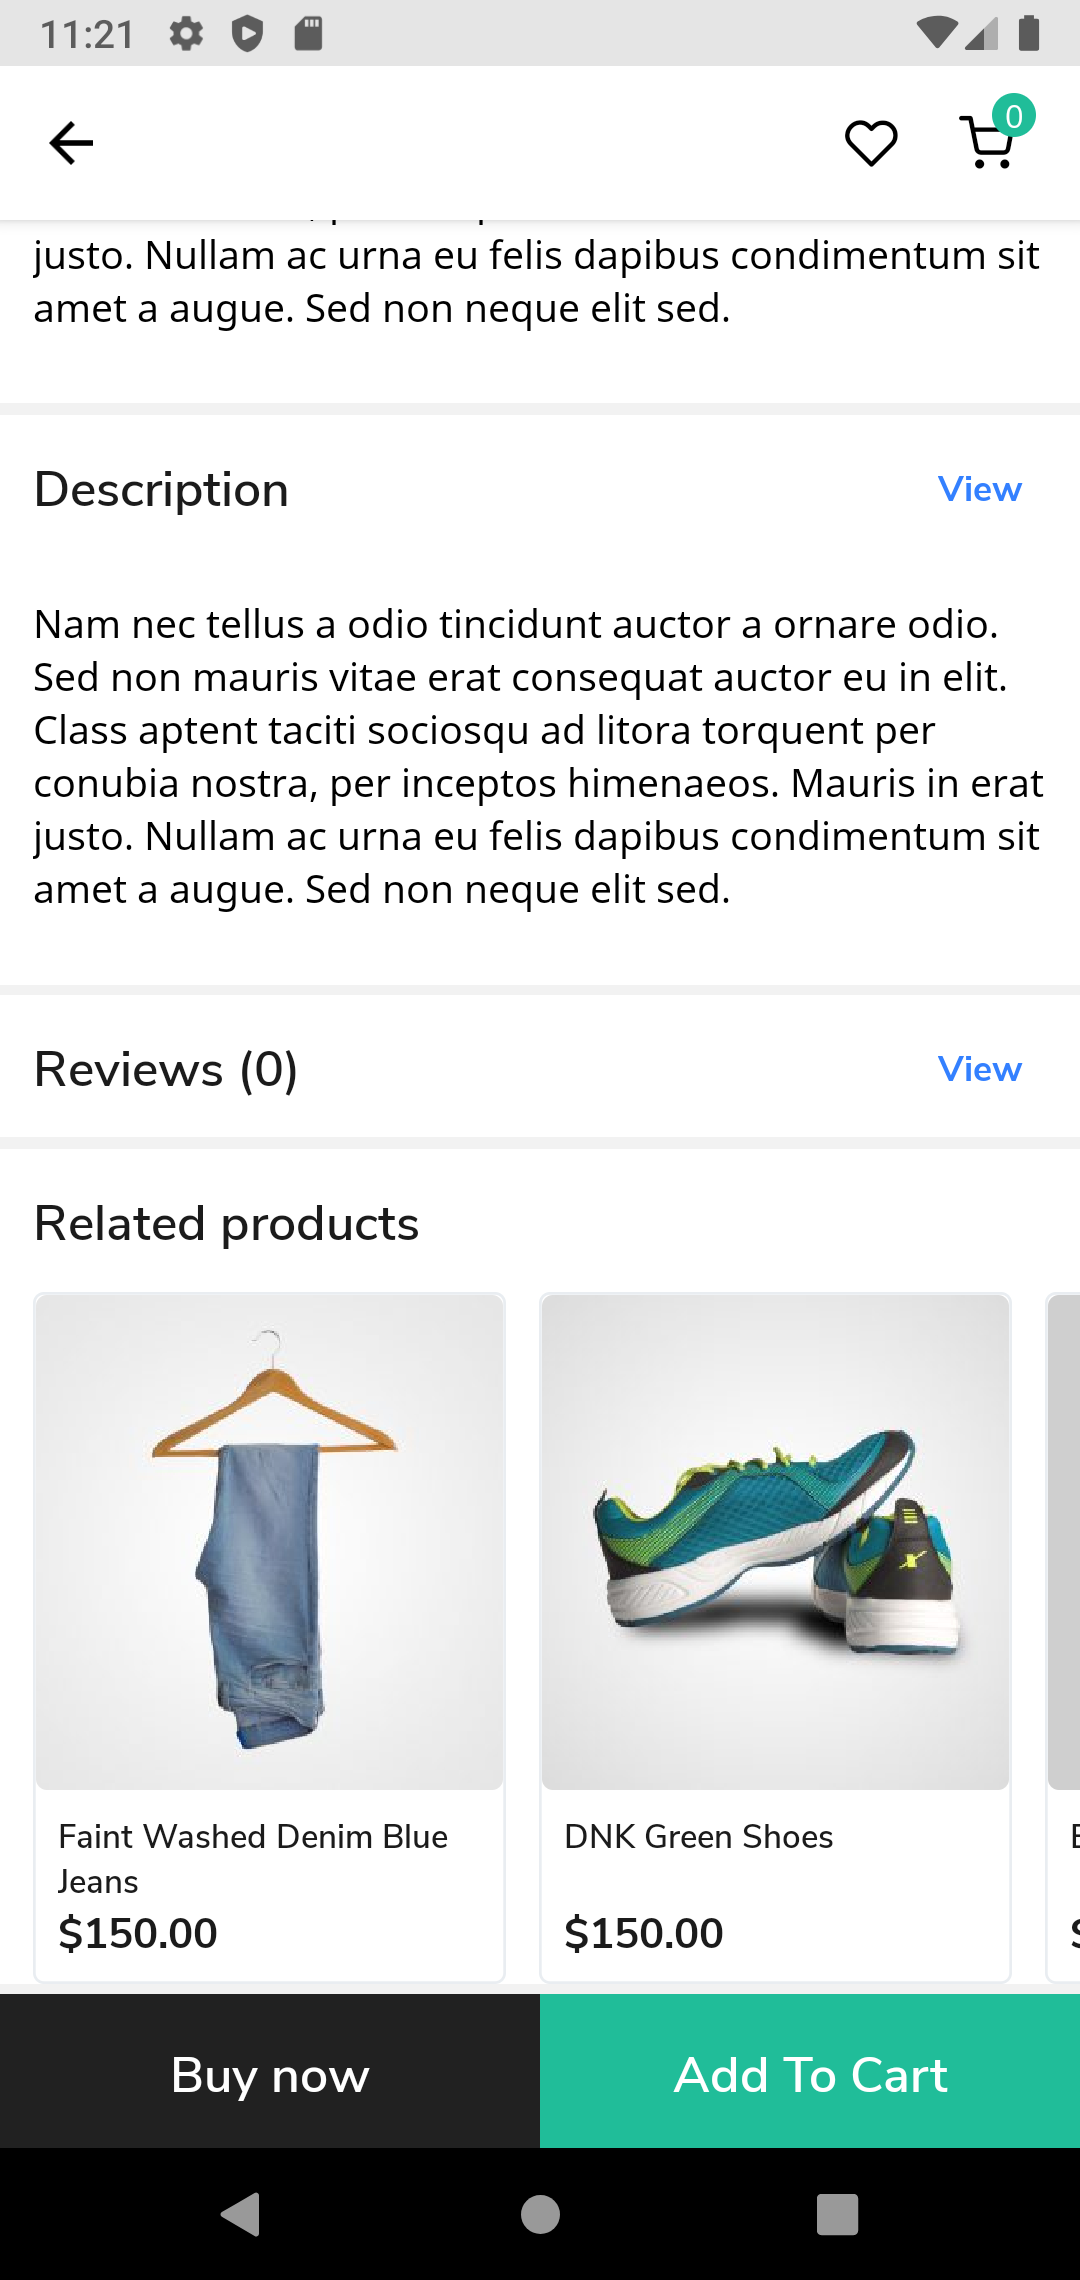 11:21
0
justo. Nullam ac urna eu felis dapibus condimentum sit
amet a augue. Sed non neque elit sed.
Description
View
Nam nec tellus a odio tincidunt auctor a ornare odio.
Sed non mauris vitae erat consequat auctor eu in elit.
Class aptent taciti sociosqu ad litora torquent per
conubia nostra, per inceptos himenaeos. Mauris in erat
justo. Nullam ac urna eu felis dapibus condimentum sit
amet a augue. Sed non neque elit sed.
Reviews (0)
View
Related products
Faint Washed Denim Blue
Jeans
$150.00
DNK Green Shoes
$150.00
Buy now
Add To Cart